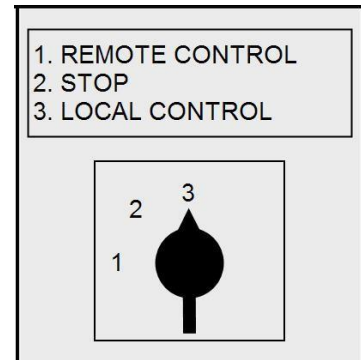 1. REMOTE CONTROL
2. STOP
3. LOCAL CONTROL
3
2
1